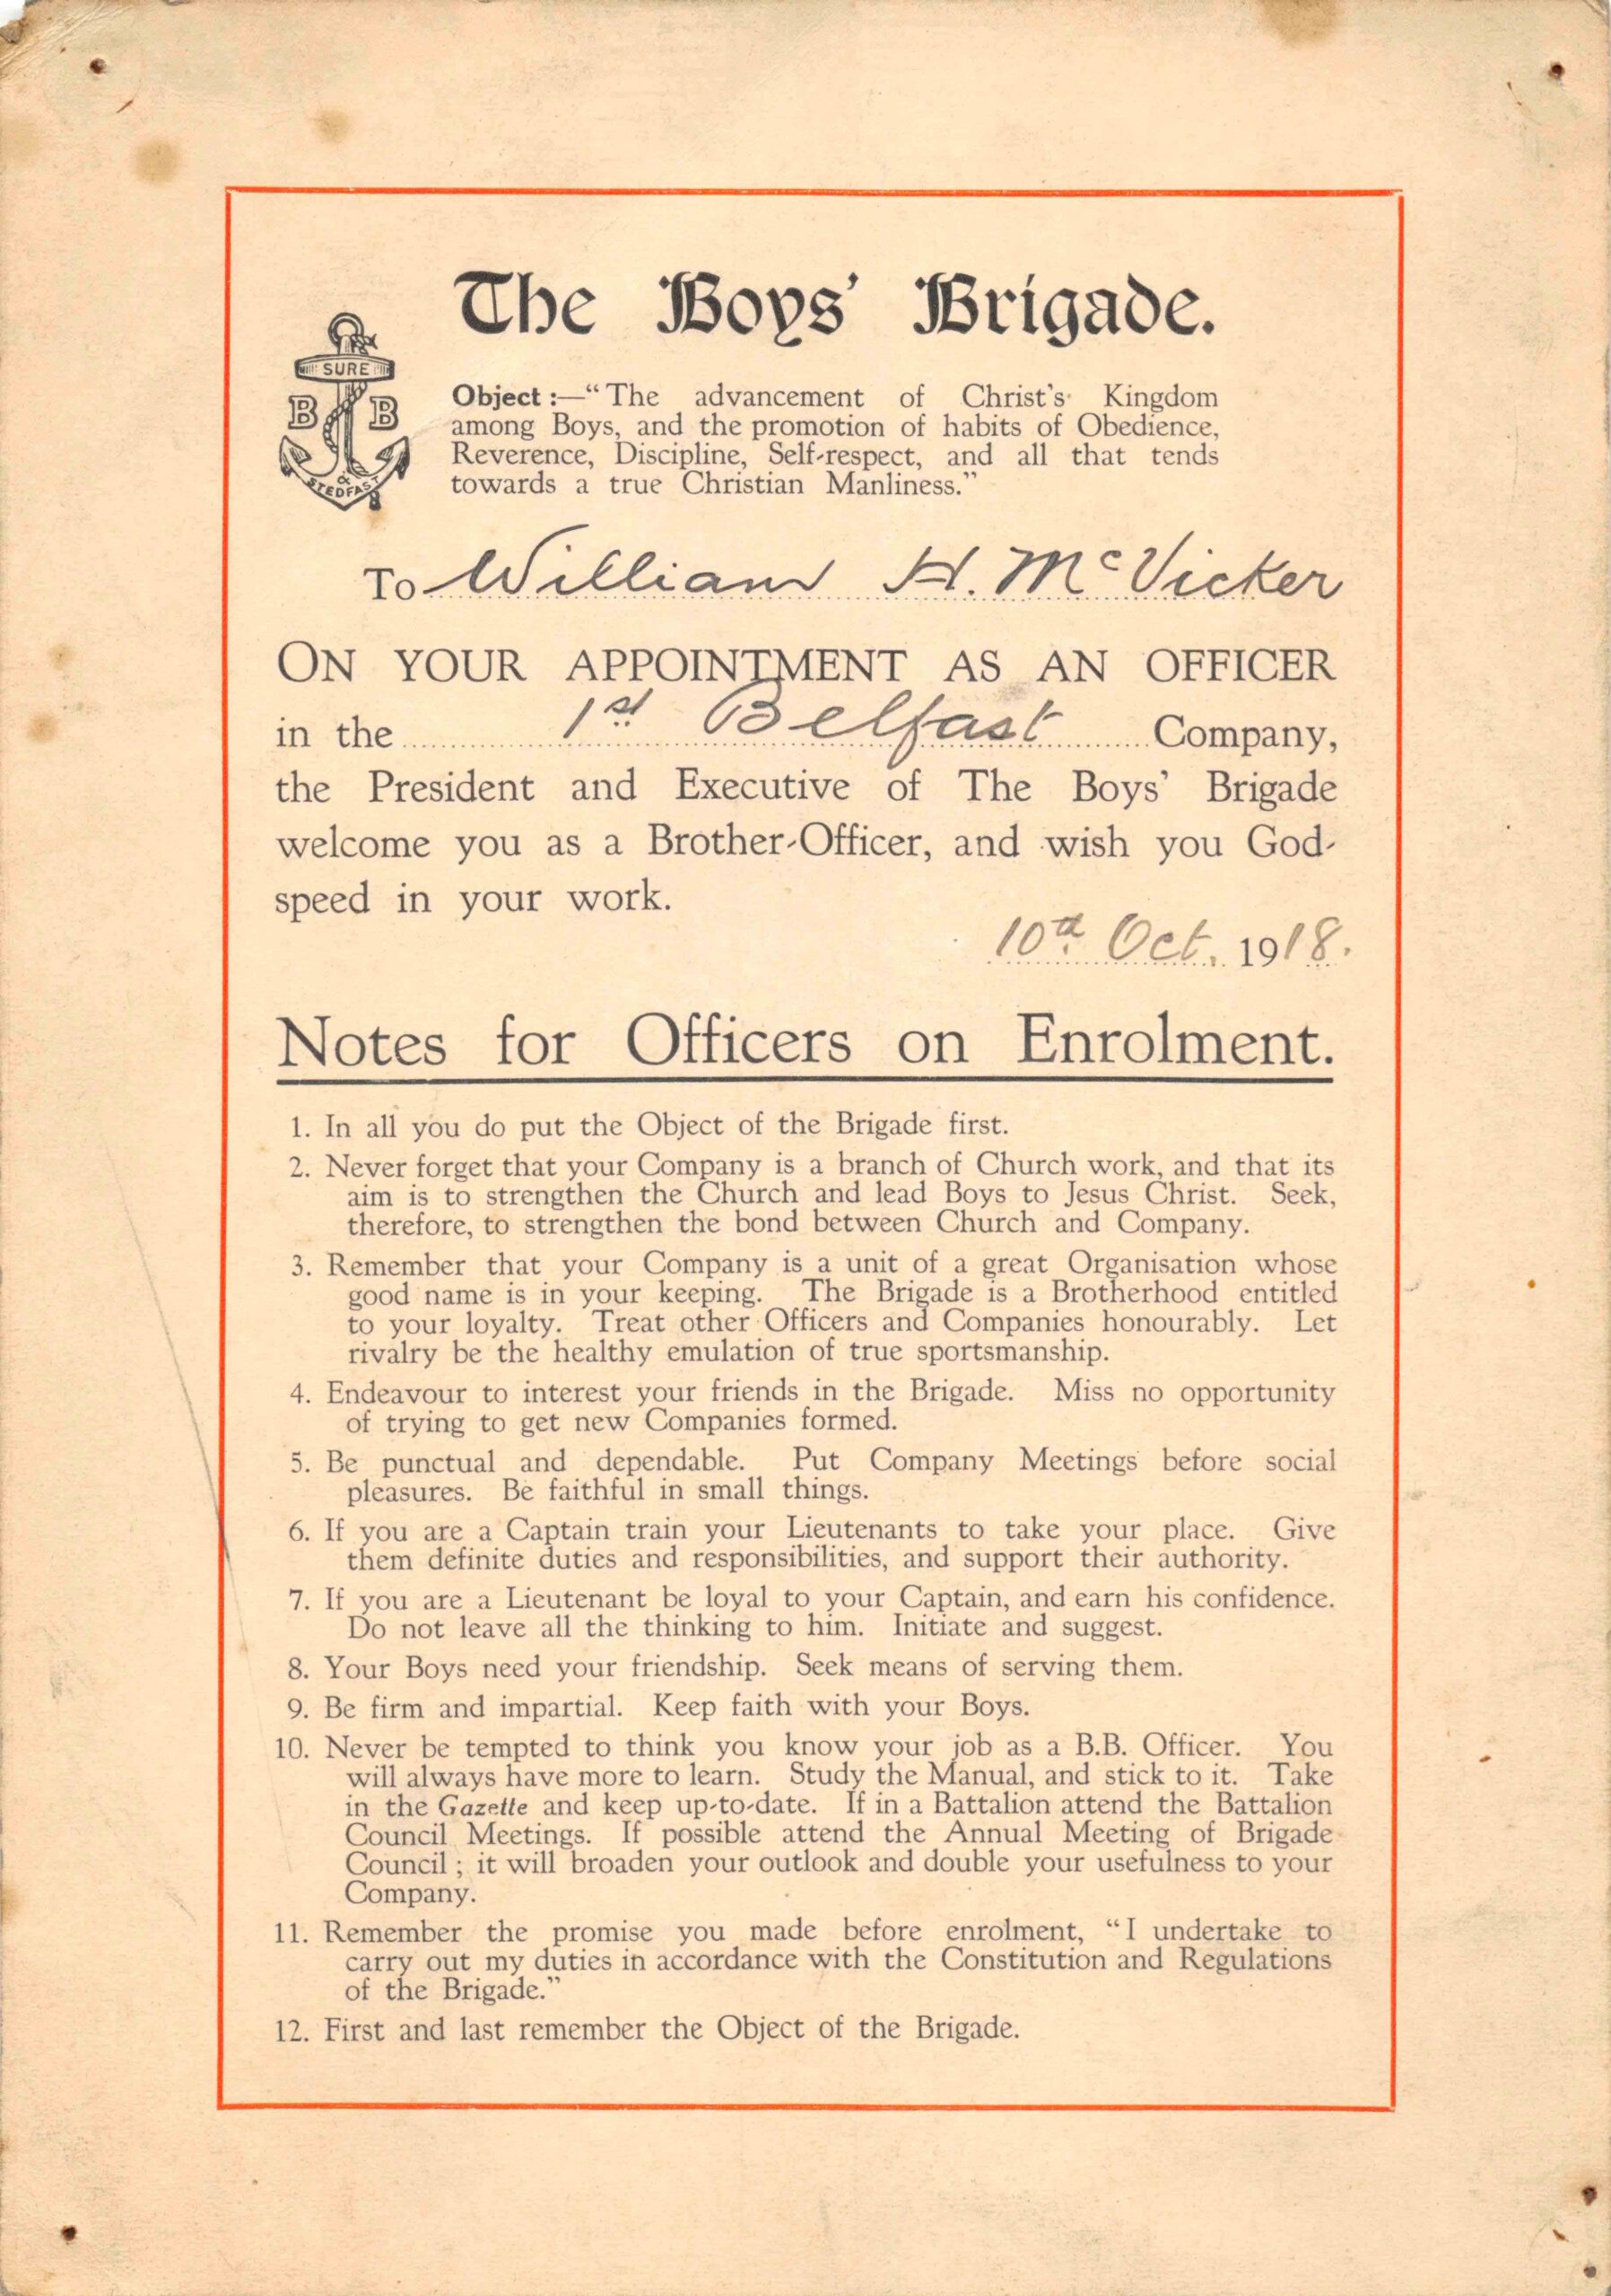 The Boys' Brigade.
SURE
B B
& STEDFAST
Object :—“The advancement of Christ's Kingdom
among Boys, and the promotion of habits of Obedience,
Reverence, Discipline, Self-respect, and all that tends
towards a true Christian Manliness.”
To William H. McVicker
ON YOUR APPOINTMENT AS AN OFFICER
in the 1st Belfast Company,
the President and Executive of The Boys' Brigade
welcome you as a Brother-Officer, and wish you God-
speed in your work.
10th Oct. 1918.
Notes for Officers on Enrolment.
1. In all you do put the Object of the Brigade first.
2. Never forget that your Company is a branch of Church work, and that its
aim is to strengthen the Church and lead Boys to Jesus Christ. Seek,
therefore, to strengthen the bond between Church and Company.
3. Remember that your Company is a unit of a great Organisation whose
good name is in your keeping. The Brigade is a Brotherhood entitled
to your loyalty. Treat other Officers and Companies honourably. Let
rivalry be the healthy emulation of true sportsmanship.
4. Endeavour to interest your friends in the Brigade. Miss no opportunity
of trying to get new Companies formed.
5. Be punctual and dependable. Put Company Meetings before social
pleasures. Be faithful in small things.
6. If you are a Captain train your Lieutenants to take your place. Give
them definite duties and responsibilities, and support their authority.
7. If you are a Lieutenant be loyal to your Captain, and earn his confidence.
Do not leave all the thinking to him. Initiate and suggest.
8. Your Boys need your friendship. Seek means of serving them.
9. Be firm and impartial. Keep faith with your Boys.
10. Never be tempted to think you know your job as a B.B. Officer. You
will always have more to learn. Study the Manual, and stick to it. Take
in the Gazette and keep up-to-date. If in a Battalion attend the Battalion
Council Meetings. If possible attend the Annual Meeting of Brigade
Council ; it will broaden your outlook and double your usefulness to your
Company.
11. Remember the promise you made before enrolment, “I undertake to
carry out my duties in accordance with the Constitution and Regulations
of the Brigade.”
12. First and last remember the Object of the Brigade.